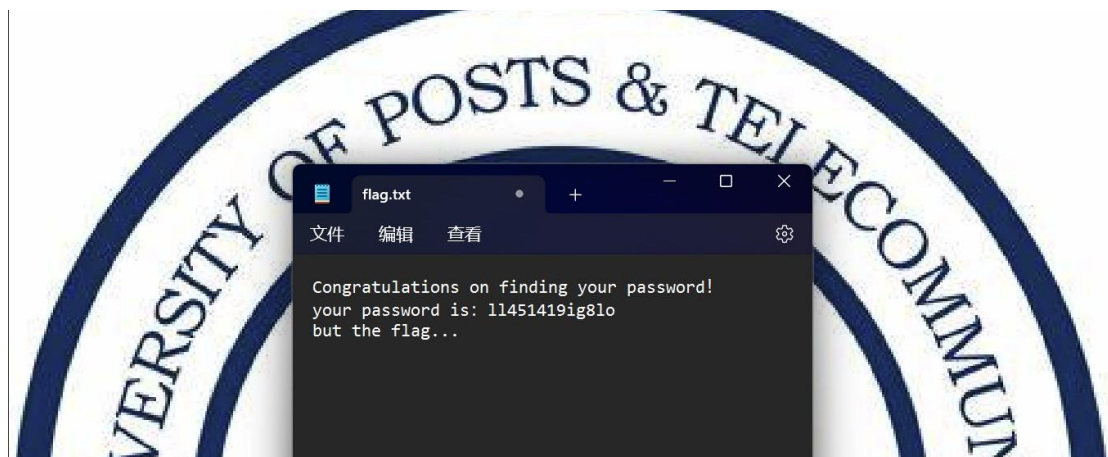 VERSITY OF POSTS & TELECOMMUN
flag.txt
文件 编辑 查看
Congratulations on finding your password!
your password is: ll451419ig8lo
but the flag...